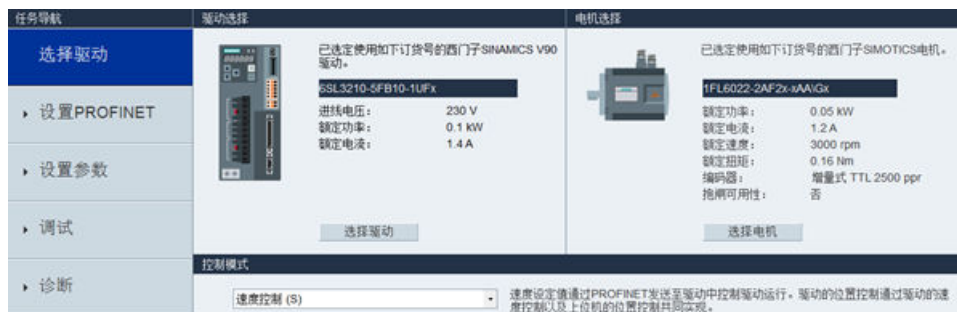 任务导航
驱动选择
电机选择
选择驱动
设置PROFINET
设置参数
调试
诊断
已选定使用如下订货号的西门子SINAMICS V90
驱动。
6SL3210-5FB10-1UFx
进线电压： 230 V
额定功率： 0.1 kW
额定电流： 1.4 A
选择驱动
已选定使用如下订货号的西门子SIMOTICS电机。
1FL6022-2AF2x-xAA\Gx
额定功率： 0.05 kW
额定电流： 1.2 A
额定速度： 3000 rpm
额定扭矩： 0.16 Nm
编码器： 增量式 TTL 2500 ppr
抱闸可用性： 否
选择电机
控制模式
速度控制 (S)
速度设定值通过PROFINET发送至驱动中控制驱动运行。驱动的位置控制通过驱动的速
度控制以及上位机的位置控制共同实现。